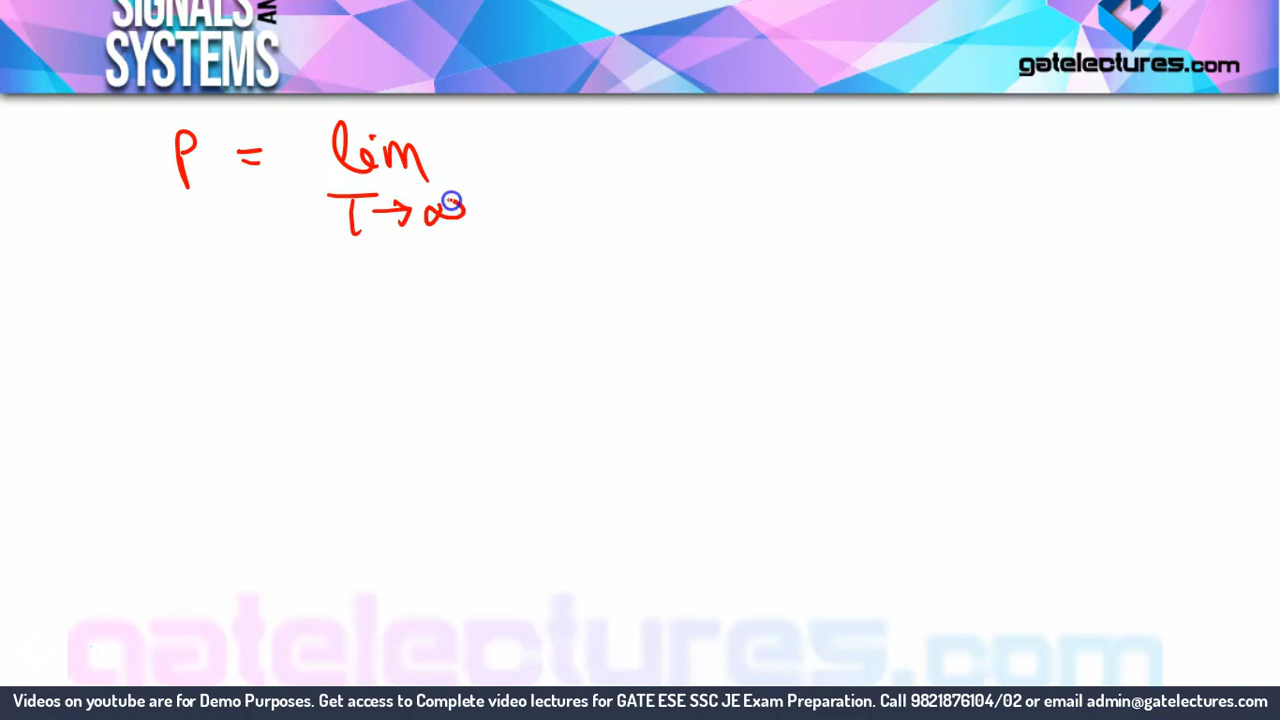 SIGNALS AND
SYSTEMS
gatelectures.com
P = lim
T → ∞
gatelectures.com
Videos on youtube are for Demo Purposes. Get access to Complete video lectures for GATE ESE SSC JE Exam Preparation. Call 9821876104/02 or email admin@gatelectures.com